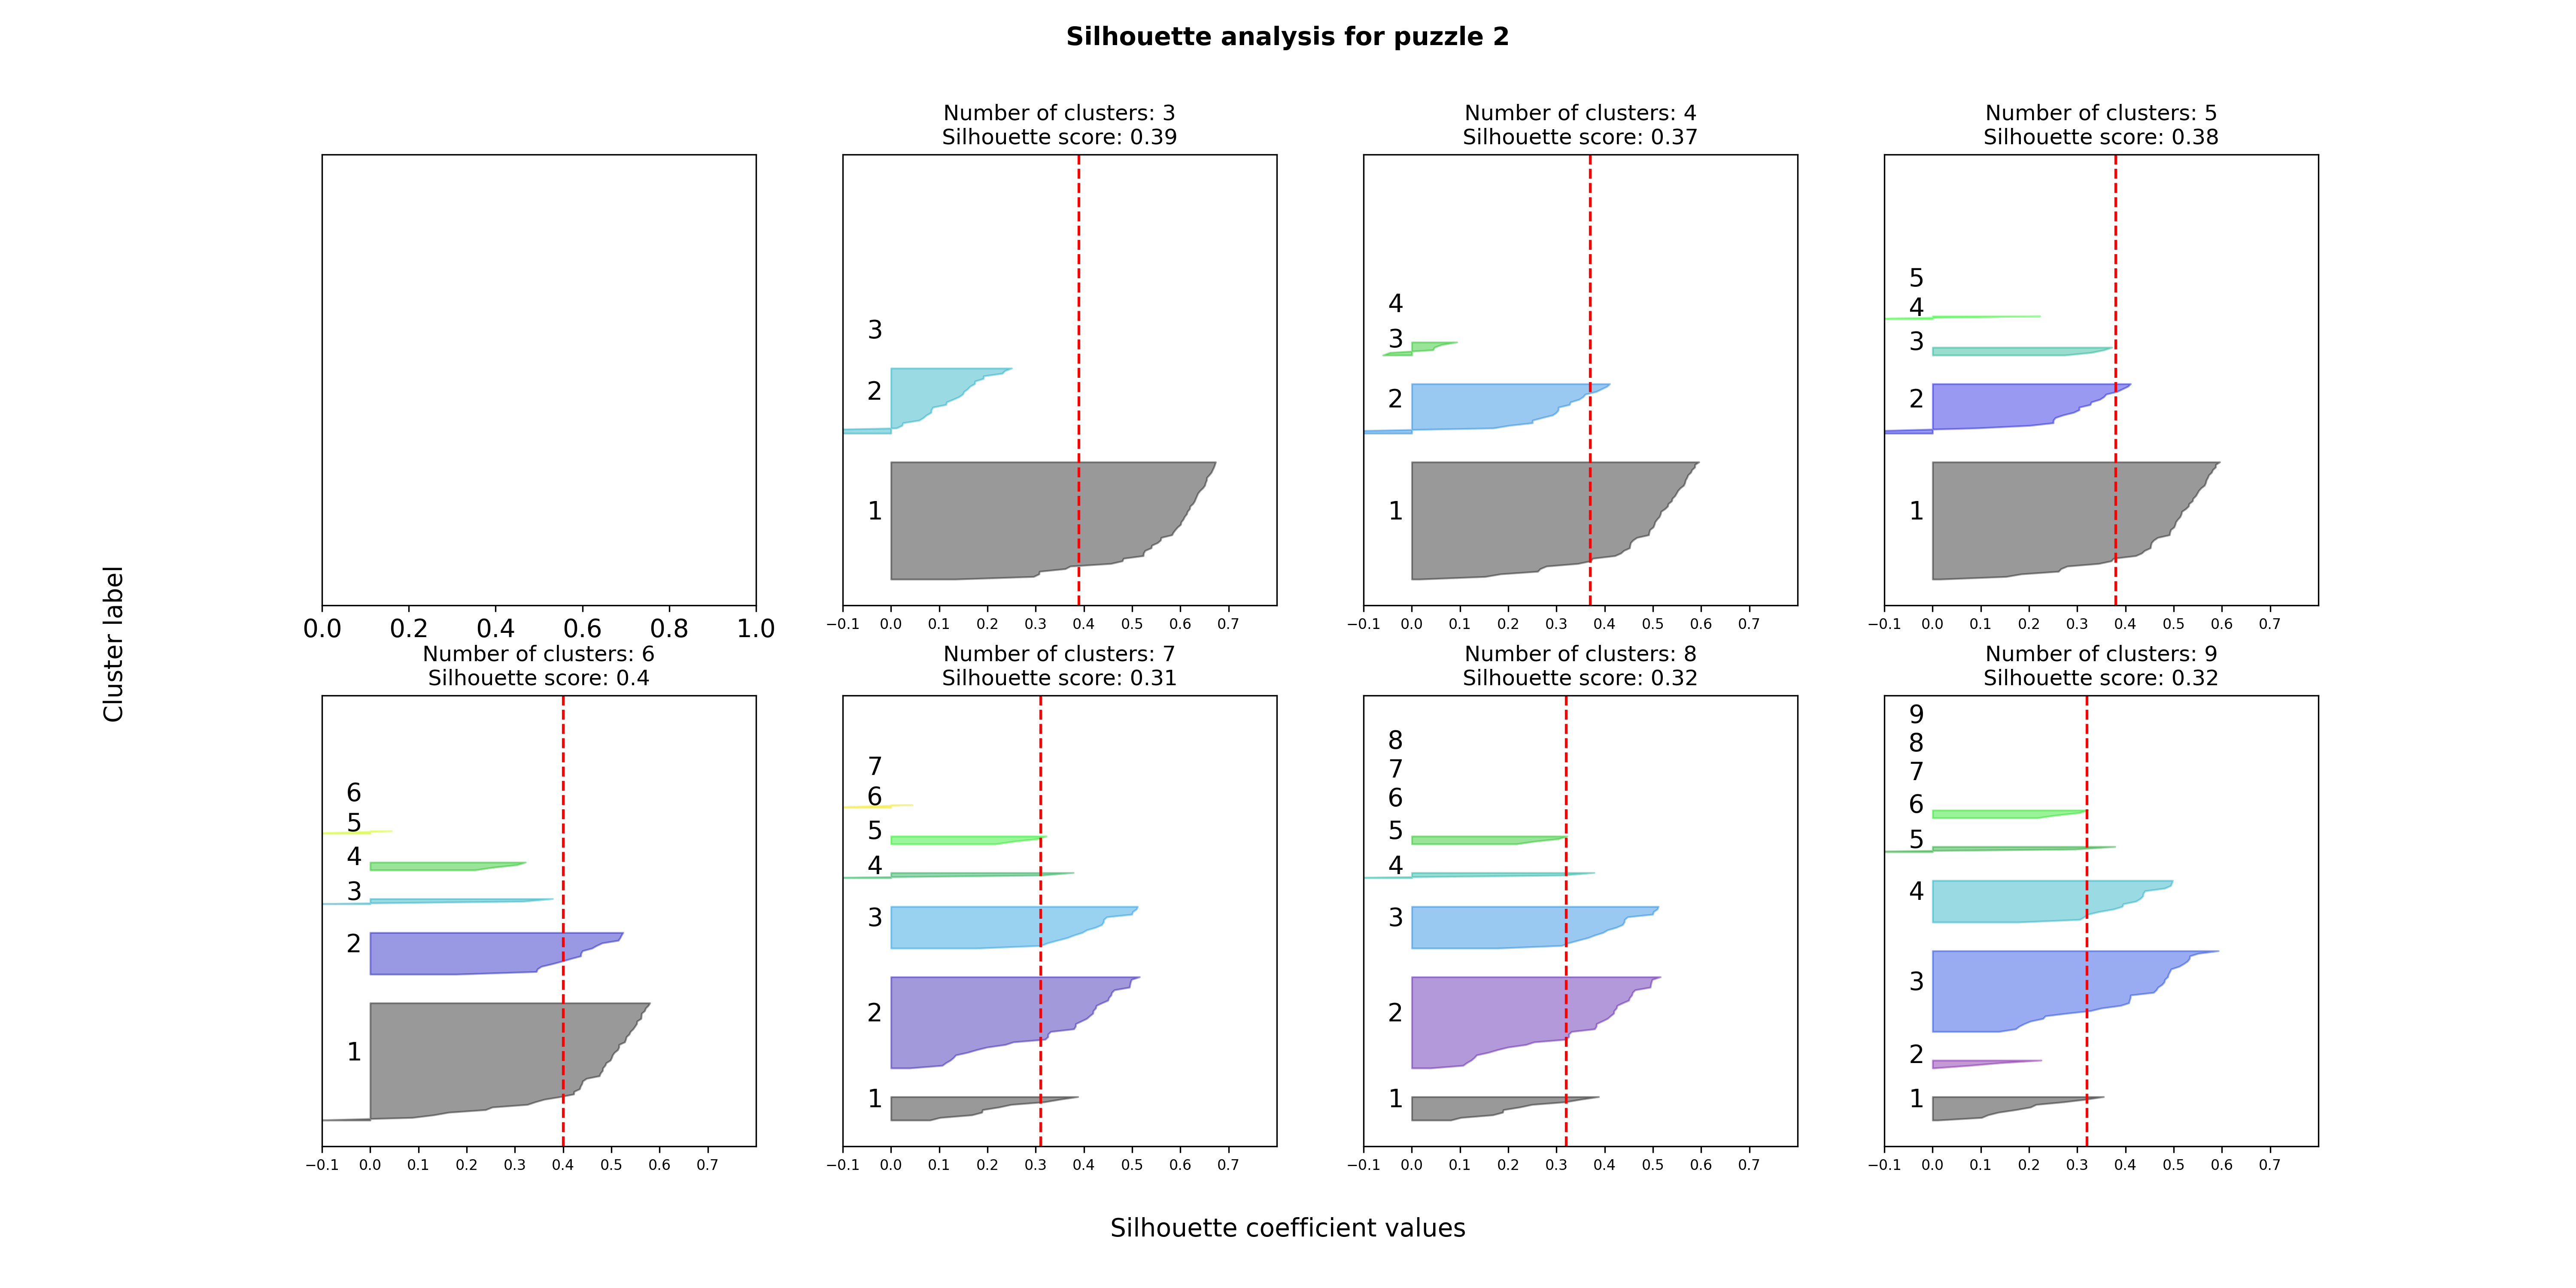 Silhouette analysis for puzzle 2
Number of clusters: 3
Silhouette score: 0.39
Number of clusters: 4
Silhouette score: 0.37
Number of clusters: 5
Silhouette score: 0.38
0.0 0.2 0.4 0.6 0.8 1.0
3
2
1
−0.1 0.0 0.1 0.2 0.3 0.4 0.5 0.6 0.7
4
3
2
1
−0.1 0.0 0.1 0.2 0.3 0.4 0.5 0.6 0.7
5
4
3
2
1
−0.1 0.0 0.1 0.2 0.3 0.4 0.5 0.6 0.7
Cluster label
Number of clusters: 6
Silhouette score: 0.4
6
5
4
3
2
1
−0.1 0.0 0.1 0.2 0.3 0.4 0.5 0.6 0.7
Number of clusters: 7
Silhouette score: 0.31
7
6
5
4
3
2
1
−0.1 0.0 0.1 0.2 0.3 0.4 0.5 0.6 0.7
Number of clusters: 8
Silhouette score: 0.32
8
7
6
5
4
3
2
1
−0.1 0.0 0.1 0.2 0.3 0.4 0.5 0.6 0.7
Number of clusters: 9
Silhouette score: 0.32
9
8
7
6
5
4
3
2
1
−0.1 0.0 0.1 0.2 0.3 0.4 0.5 0.6 0.7
Silhouette coefficient values